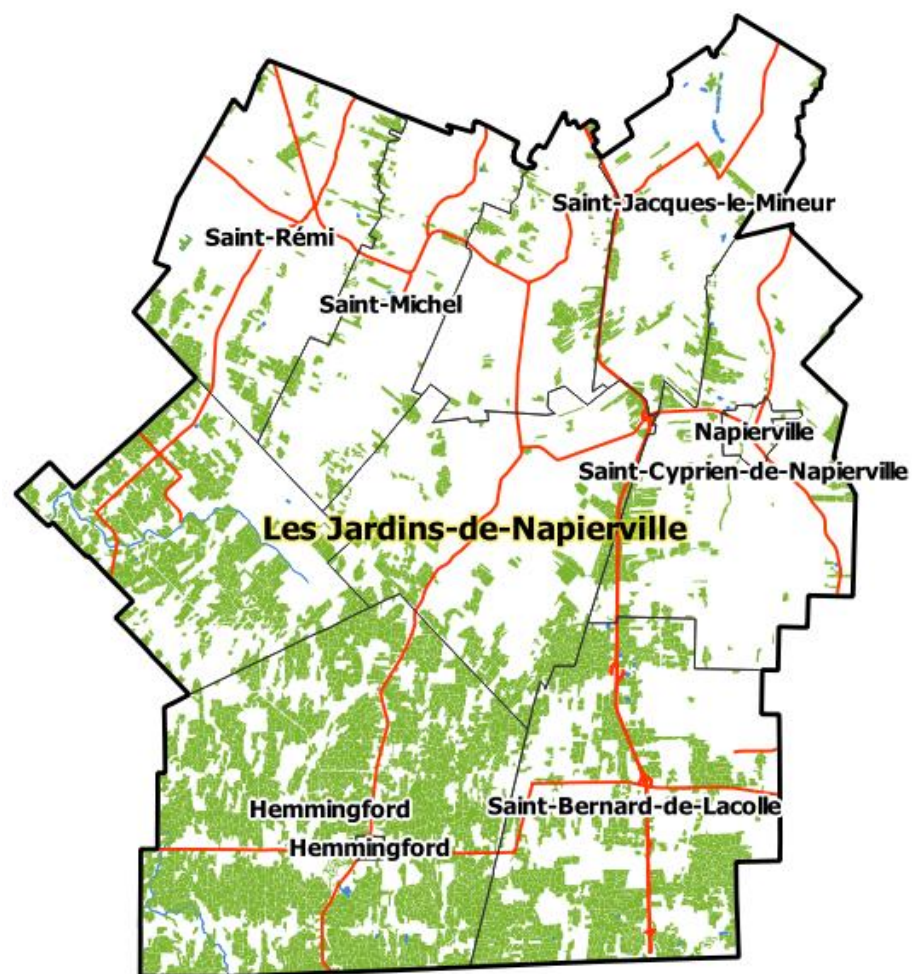 Saint-Jacques-le-Mineur
Saint-Rémi
Saint-Michel
Napierville
Saint-Cyprien-de-Napierville
Les Jardins-de-Napierville
Hemmingford
Saint-Bernard-de-Lacolle
Hemmingford